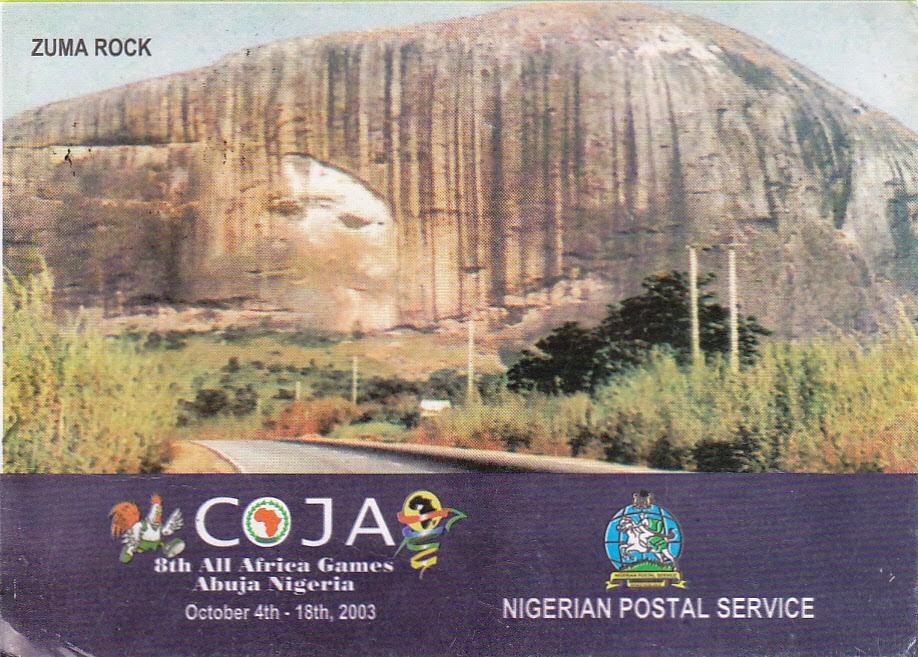 ZUMA ROCK
COJA
8th All Africa Games
Abuja Nigeria
October 4th - 18th, 2003
NIGERIAN POSTAL SERVICE
NIGERIAN POSTAL SERVICE